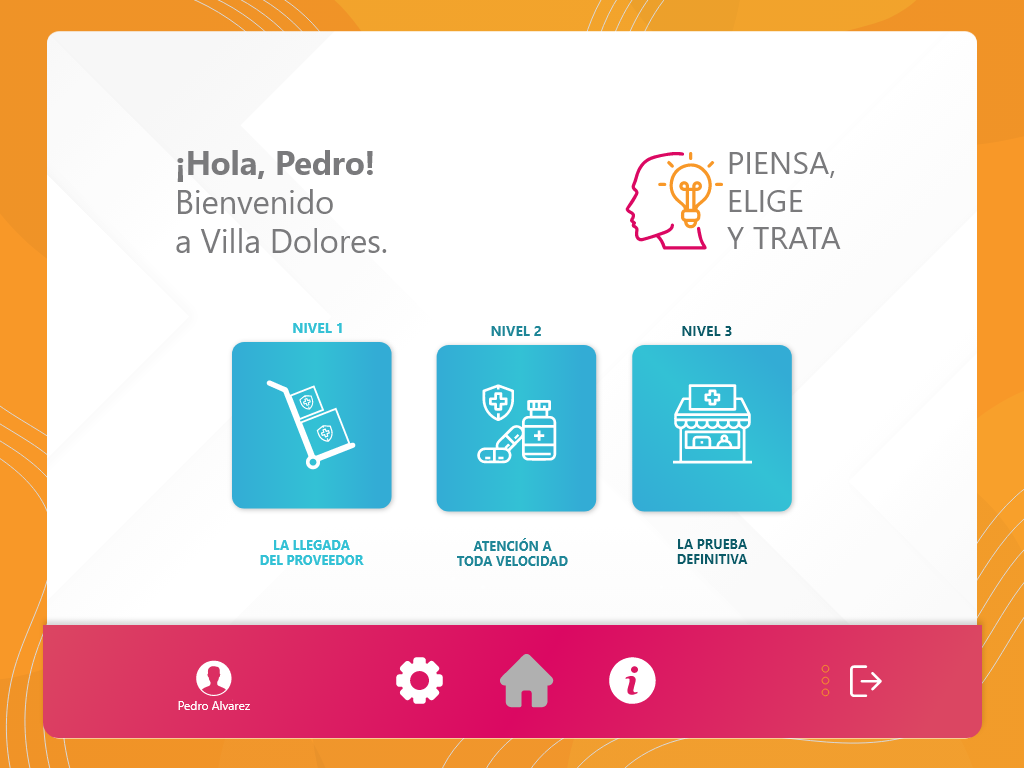 ¡Hola, Pedro!
Bienvenido
a Villa Dolores.
PIENSA,
ELIGE
Y TRATA
NIVEL 1
NIVEL 2
NIVEL 3
LA LLEGADA
DEL PROVEEDOR
ATENCIÓN A
TODA VELOCIDAD
LA PRUEBA
DEFINITIVA
Pedro Alvarez